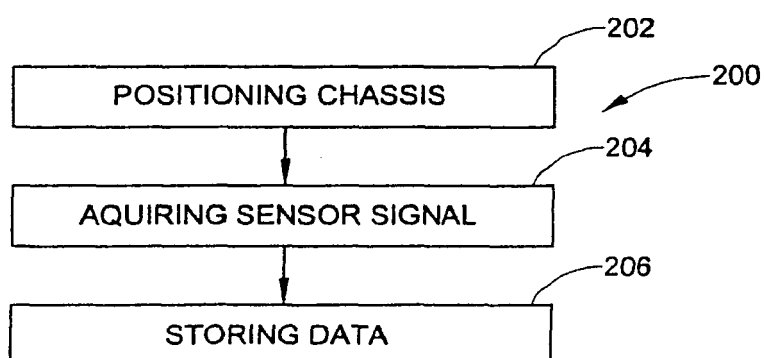 202
POSITIONING CHASSIS
200
204
AQUIRING SENSOR SIGNAL
206
STORING DATA